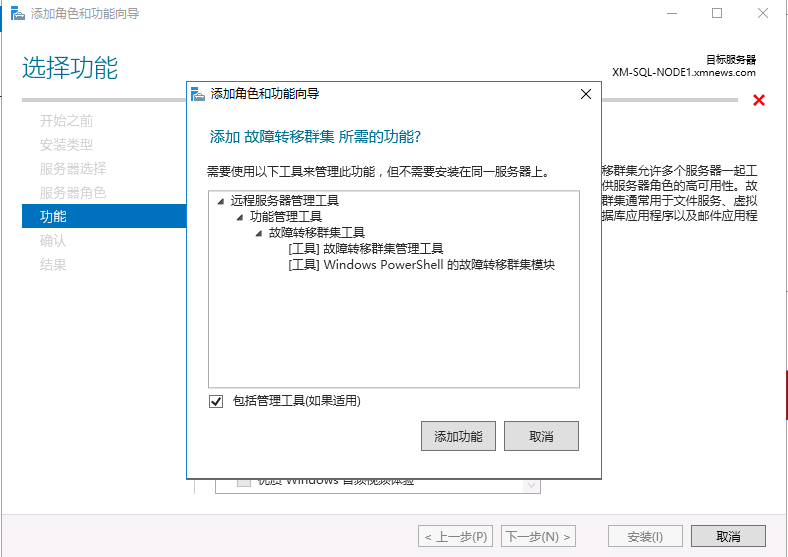 添加角色和功能向导
选择功能
目标服务器
XM-SQL-NODE1.xmnews.com
开始之前
安装类型
服务器选择
服务器角色
功能
确认
结果
添加角色和功能向导
添加 故障转移群集 所需的功能?
需要使用以下工具来管理此功能，但不需要安装在同一服务器上。
远程服务器管理工具
功能管理工具
故障转移群集工具
[工具] 故障转移群集管理工具
[工具] Windows PowerShell 的故障转移群集模块
包括管理工具(如果适用)
添加功能
取消
移群集允许多个服务器一起工
供服务器角色的高可用性。故
群集通常用于文件服务、虚拟
据库应用程序以及邮件应用程
优质 Windows 音频视频体验
< 上一步(P)
下一步(N) >
安装(I)
取消